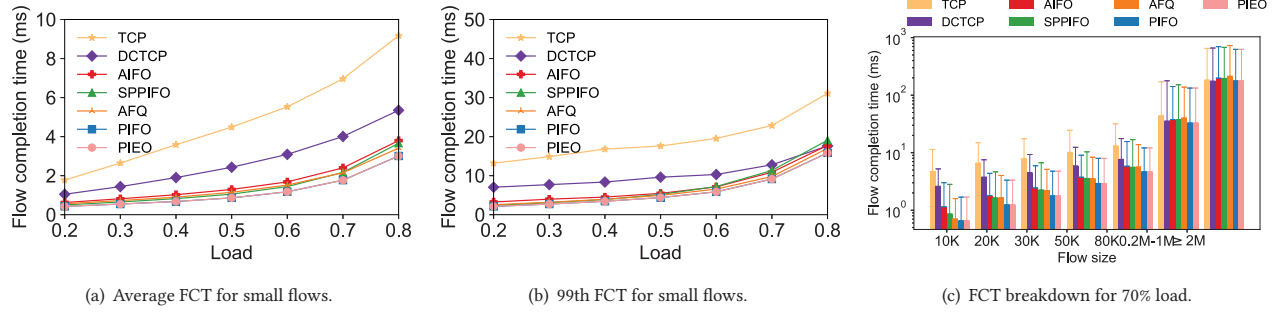 Flow completion time (ms)
10
8
6
4
2
0
TCP
DCTCP
AIFO
SPPIFO
AFQ
PIFO
PIEO
0.2 0.3 0.4 0.5 0.6 0.7 0.8
Load
(a) Average FCT for small flows.
Flow completion time (ms)
50
40
30
20
10
0
TCP
DCTCP
AIFO
SPPIFO
AFQ
PIFO
PIEO
0.2 0.3 0.4 0.5 0.6 0.7 0.8
Load
(b) 99th FCT for small flows.
TCP AIFO AFQ PIEO
DCTCP SPPIFO PIFO
Flow completion time (ms)
10³
10²
10¹
10⁰
10K 20K 30K 50K 80K0.2M-1M≥ 2M
Flow size
(c) FCT breakdown for 70% load.